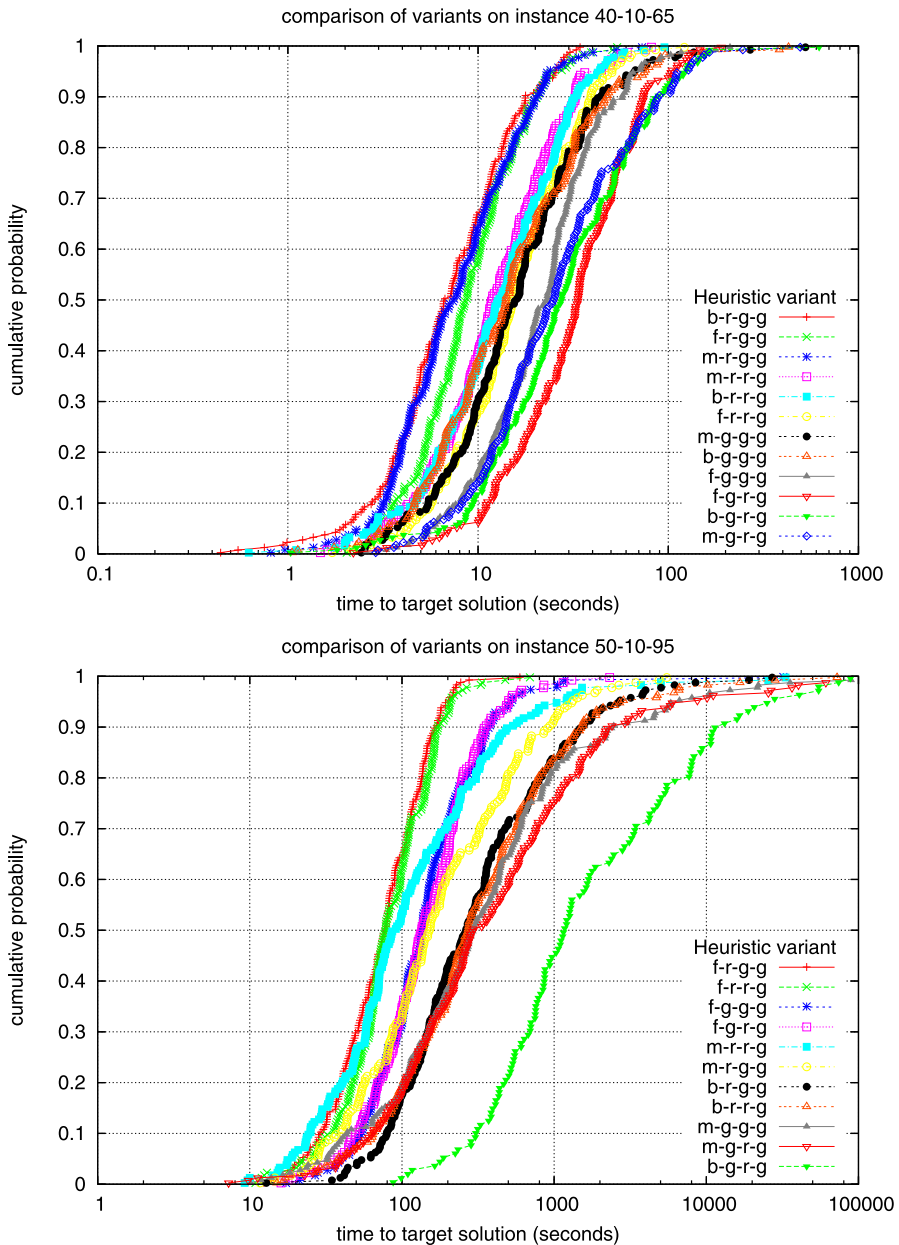 comparison of variants on instance 40-10-65
1
0.9
0.8
0.7
0.6
0.5
0.4
0.3
0.2
0.1
0
cumulative probability
Heuristic variant
b-r-g-g
f-r-g-g
m-r-g-g
m-r-r-g
b-r-r-g
f-r-r-g
m-g-g-g
b-g-g-g
f-g-g-g
f-g-r-g
b-g-r-g
m-g-r-g
0.1 1 10 100 1000
time to target solution (seconds)
comparison of variants on instance 50-10-95
1
0.9
0.8
0.7
0.6
0.5
0.4
0.3
0.2
0.1
0
cumulative probability
Heuristic variant
f-r-g-g
f-r-r-g
f-g-g-g
f-g-r-g
m-r-r-g
m-r-g-g
b-r-g-g
b-r-r-g
m-g-g-g
m-g-r-g
b-g-r-g
1 10 100 1000 10000 100000
time to target solution (seconds)